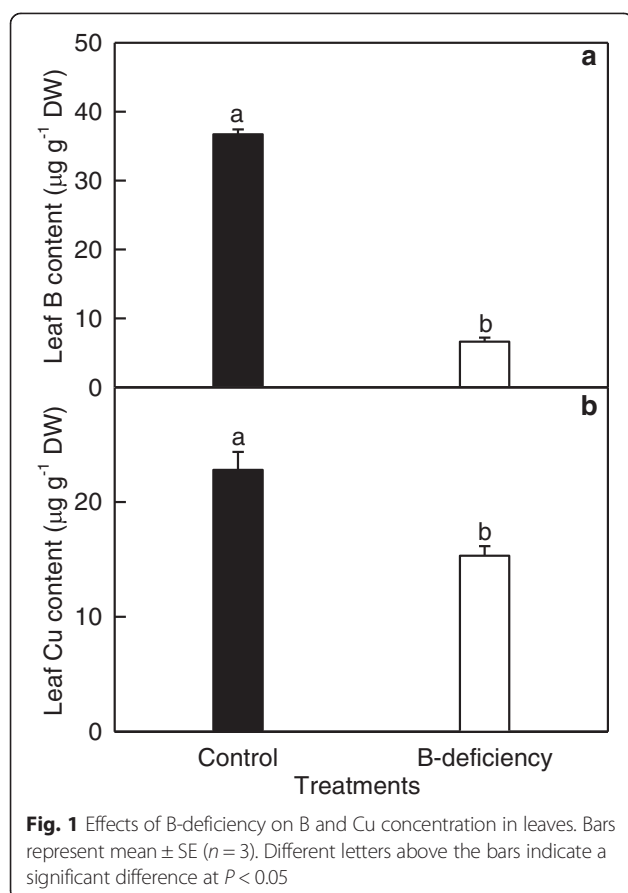 50
a
40
a
30
20
b
10
0
Leaf B content (µg g⁻¹ DW)
b
a
20
b
10
0
Leaf Cu content (µg g⁻¹ DW)
Control B-deficiency
Treatments
Fig. 1 Effects of B-deficiency on B and Cu concentration in leaves. Bars
represent mean ± SE (n = 3). Different letters above the bars indicate a
significant difference at P < 0.05